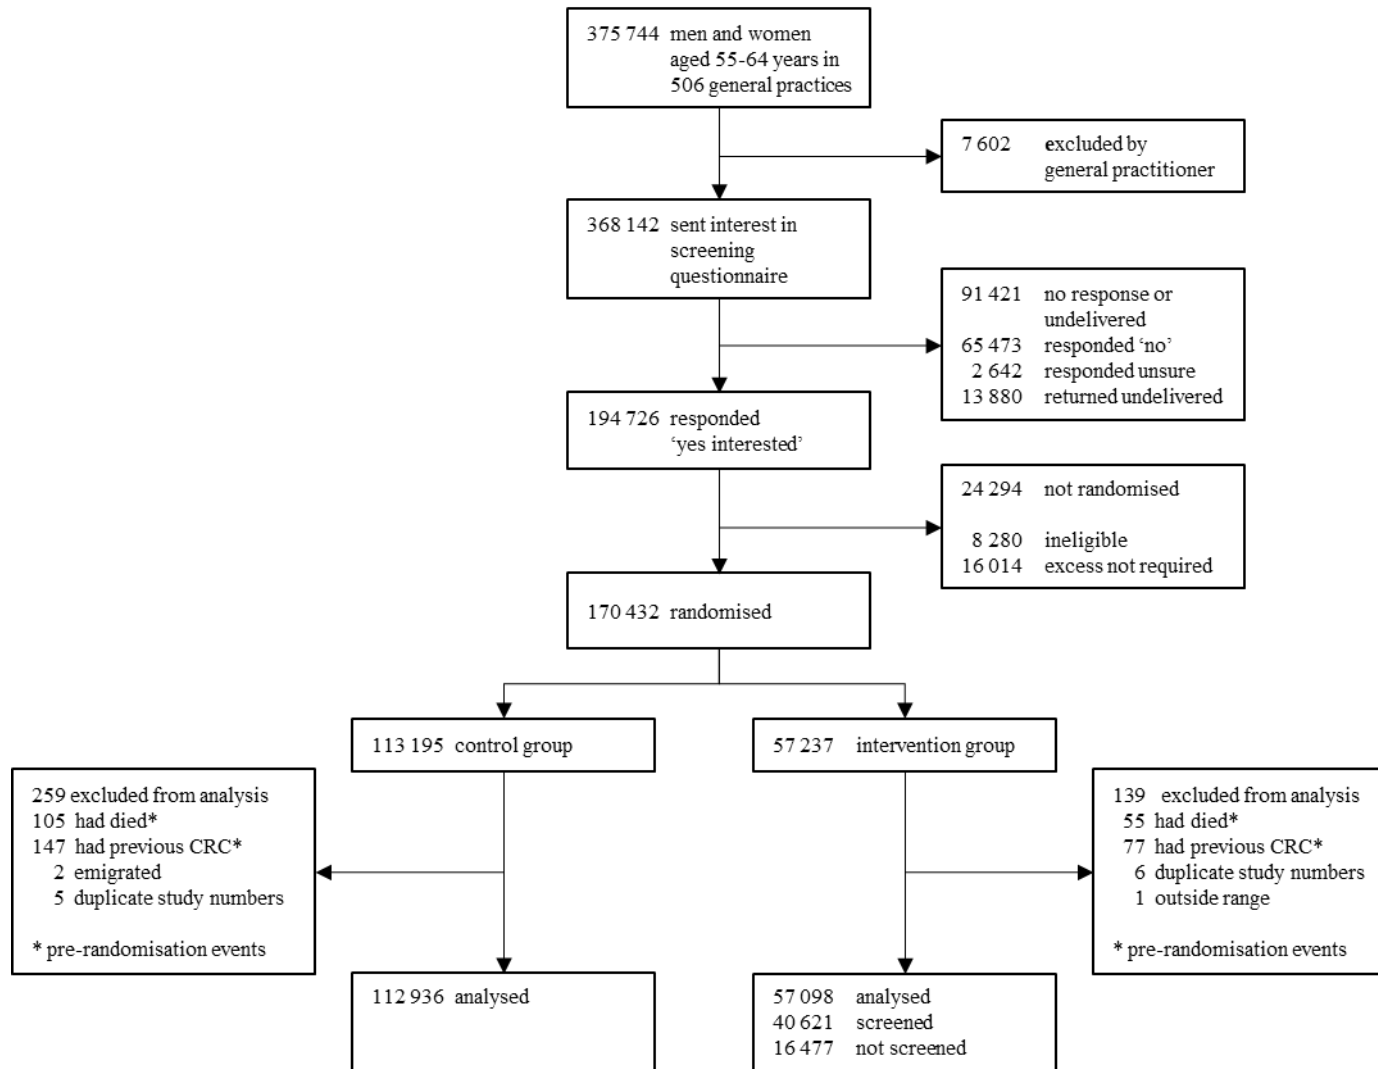 375 744 men and women
aged 55-64 years in
506 general practices
7 602 excluded by
general practitioner
368 142 sent interest in
screening
questionnaire
91 421 no response or
undelivered
65 473 responded ‘no’
2 642 responded unsure
13 880 returned undelivered
194 726 responded
‘yes interested’
24 294 not randomised
8 280 ineligible
16 014 excess not required
170 432 randomised
113 195 control group
57 237 intervention group
259 excluded from analysis
105 had died*
147 had previous CRC*
2 emigrated
5 duplicate study numbers
* pre-randomisation events
139 excluded from analysis
55 had died*
77 had previous CRC*
6 duplicate study numbers
1 outside range
* pre-randomisation events
112 936 analysed
57 098 analysed
40 621 screened
16 477 not screened